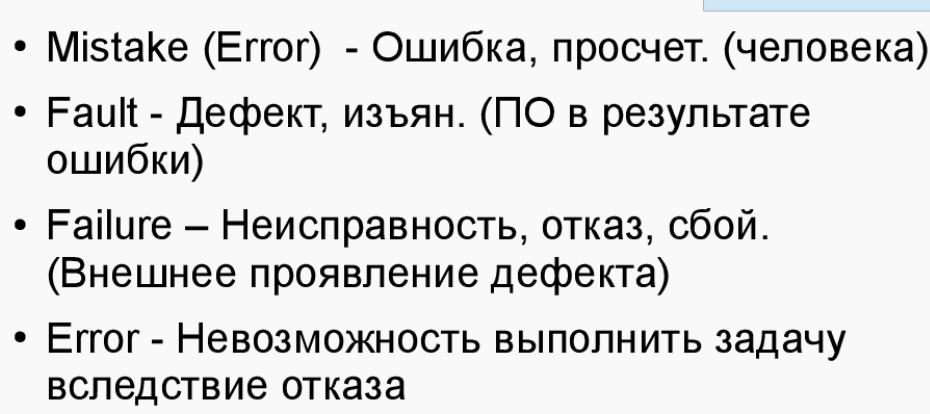 • Mistake (Error)  - Ошибка, просчет. (человека)
• Fault - Дефект, изъян. (ПО в результате
ошибки)
• Failure – Неисправность, отказ, сбой.
(Внешнее проявление дефекта)
• Error - Невозможность выполнить задачу
вследствие отказа